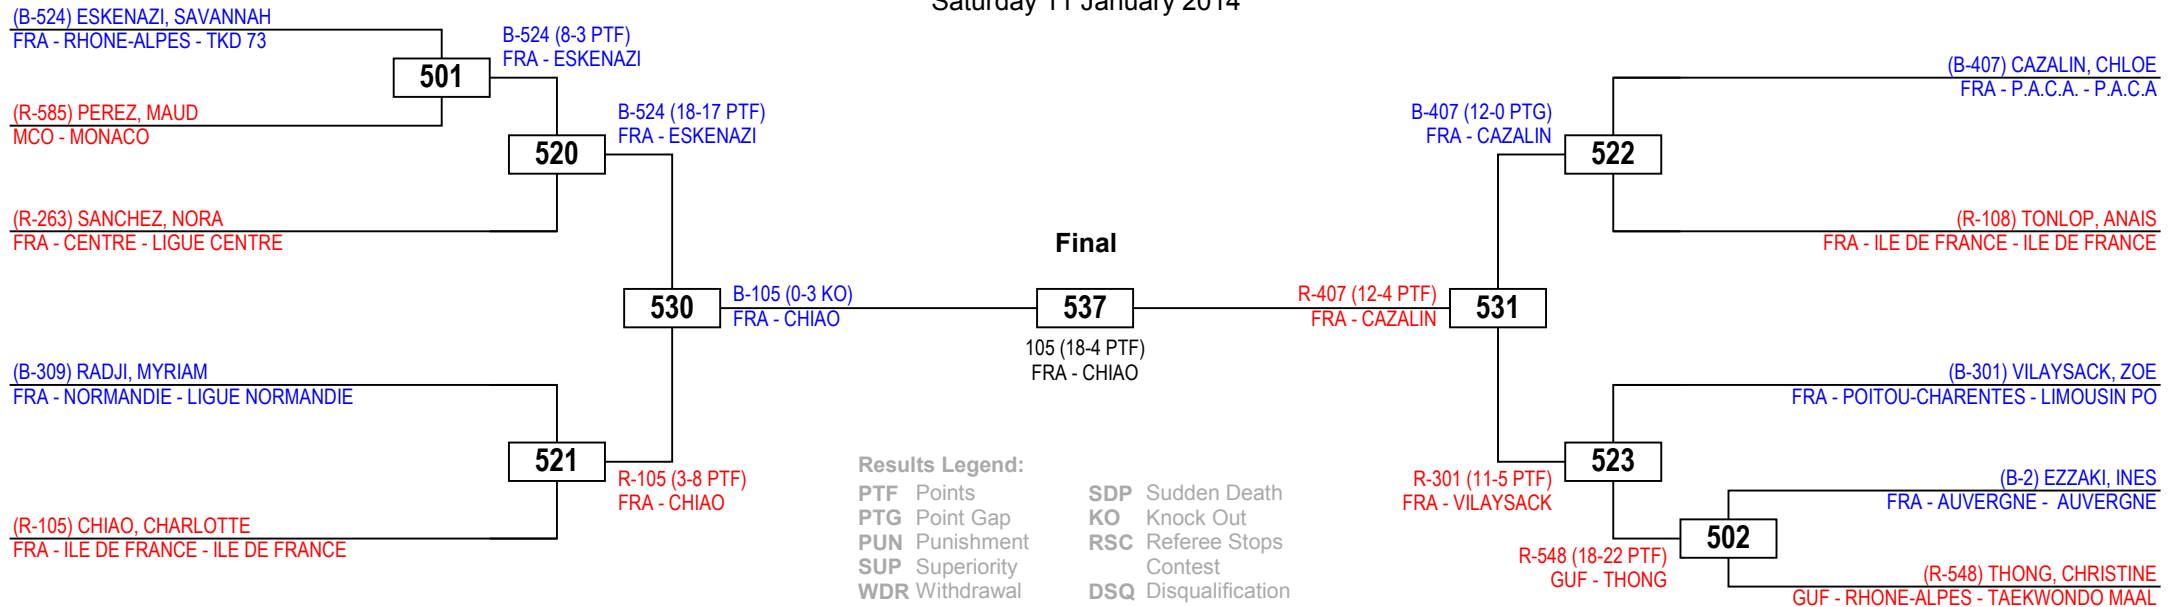 Saturday 11 January 2014
(B-524) ESKENAZI, SAVANNAH
FRA - RHONE-ALPES - TKD 73
B-524 (8-3 PTF)
FRA - ESKENAZI
501
(R-585) PEREZ, MAUD
MCO - MONACO
B-524 (18-17 PTF)
FRA - ESKENAZI
520
(R-263) SANCHEZ, NORA
FRA - CENTRE - LIGUE CENTRE
530
B-105 (0-3 KO)
FRA - CHIAO
(B-309) RADJI, MYRIAM
FRA - NORMANDIE - LIGUE NORMANDIE
521
R-105 (3-8 PTF)
FRA - CHIAO
(R-105) CHIAO, CHARLOTTE
FRA - ILE DE FRANCE - ILE DE FRANCE
Final
537
105 (18-4 PTF)
FRA - CHIAO
(B-407) CAZALIN, CHLOE
FRA - P.A.C.A. - P.A.C.A
B-407 (12-0 PTG)
FRA - CAZALIN
522
(R-108) TONLOP, ANAIS
FRA - ILE DE FRANCE - ILE DE FRANCE
R-407 (12-4 PTF)
FRA - CAZALIN
531
(B-301) VILAYSACK, ZOE
FRA - POITOU-CHARENTES - LIMOUSIN PO
523
R-301 (11-5 PTF)
FRA - VILAYSACK
(B-2) EZZAKI, INES
FRA - AUVERGNE - AUVERGNE
502
R-548 (18-22 PTF)
GUF - THONG
(R-548) THONG, CHRISTINE
GUF - RHONE-ALPES - TAEKWONDO MAAL
Results Legend:
PTF Points
PTG Point Gap
PUN Punishment
SUP Superiority
WDR Withdrawal
SDP Sudden Death
KO Knock Out
RSC Referee Stops
Contest
DSQ Disqualification